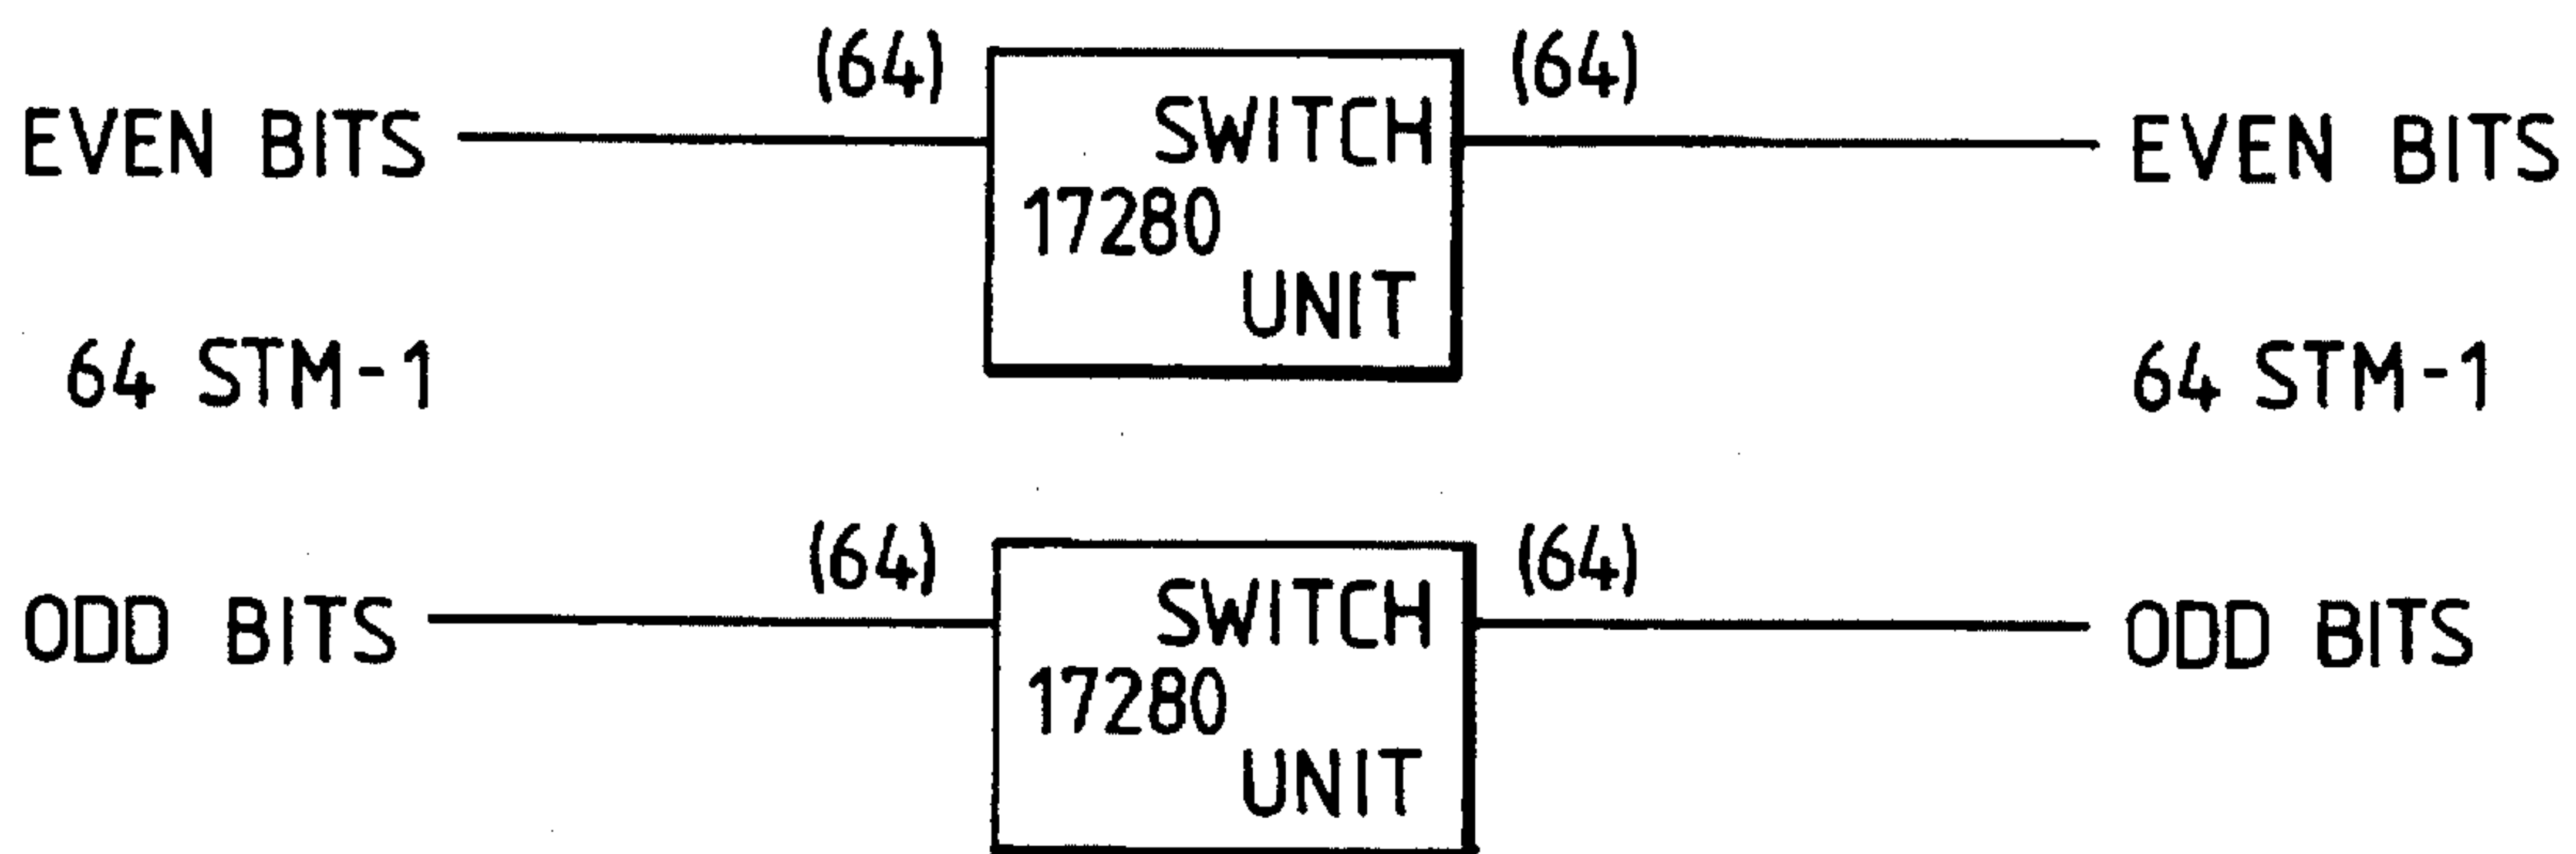 (64) (64)
EVEN BITS SWITCH EVEN BITS
17280
UNIT
64 STM-1 64 STM-1
(64) (64)
ODD BITS SWITCH ODD BITS
17280
UNIT